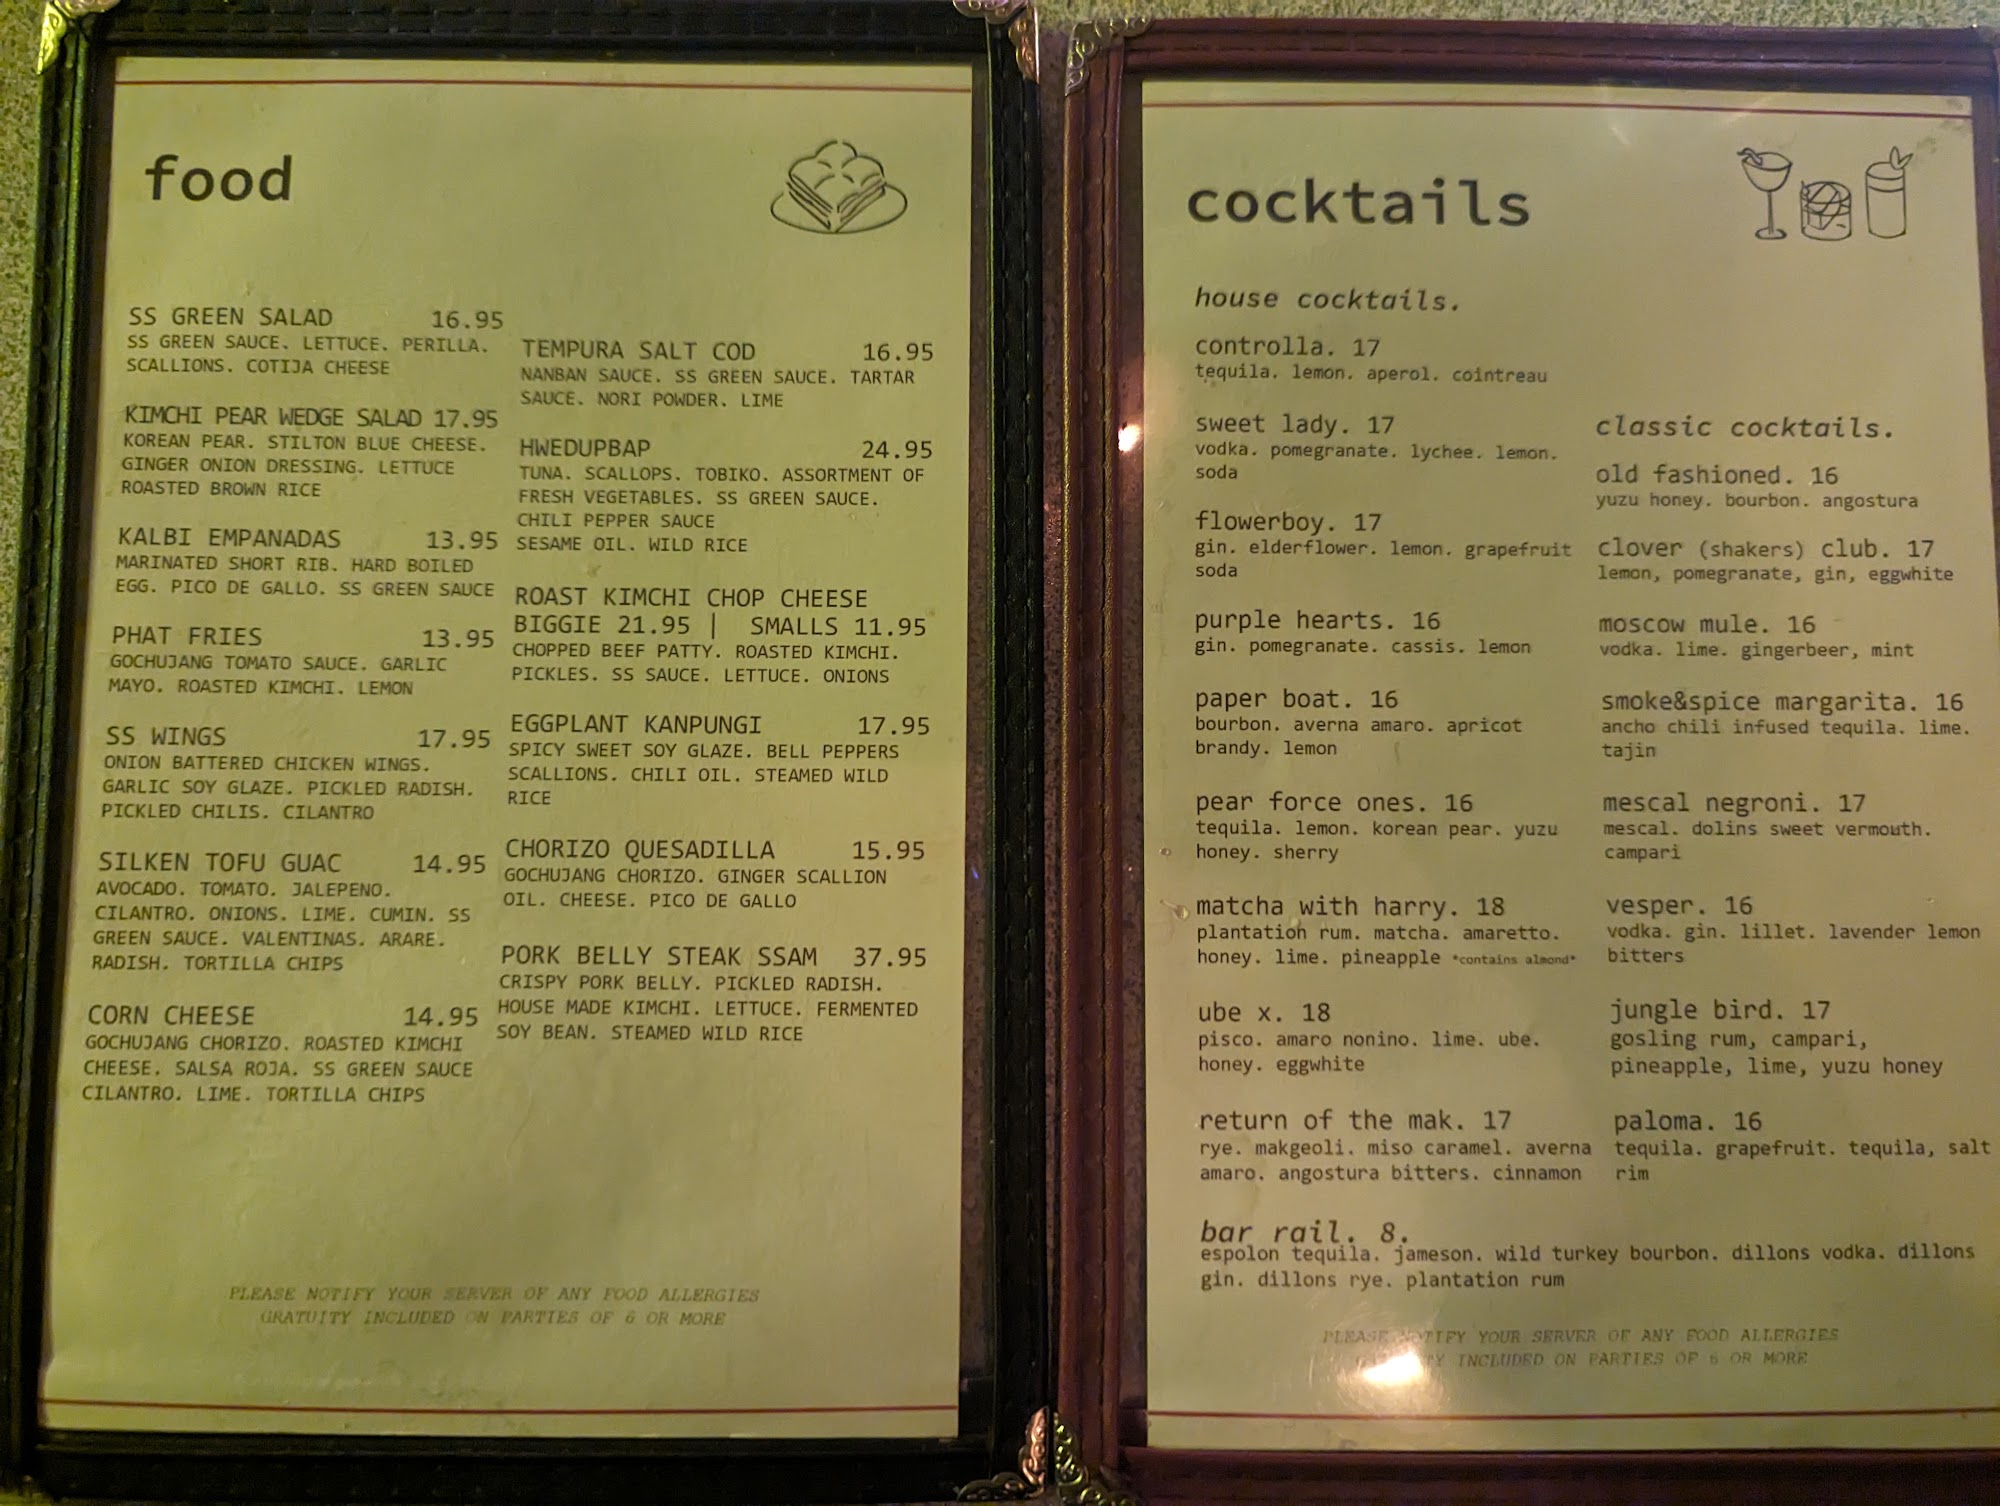 food
SS GREEN SALAD 16.95
SS GREEN SAUCE. LETTUCE. PERILLA.
SCALLIONS. COTIJA CHEESE
KIMCHI PEAR WEDGE SALAD 17.95
KOREAN PEAR. STILTON BLUE CHEESE.
GINGER ONION DRESSING. LETTUCE
ROASTED BROWN RICE
KALBI EMPANADAS 13.95
MARINATED SHORT RIB. HARD BOILED
EGG. PICO DE GALLO. SS GREEN SAUCE
PHAT FRIES 13.95
GOCHUJANG TOMATO SAUCE. GARLIC
MAYO. ROASTED KIMCHI. LEMON
SS WINGS 17.95
ONION BATTERED CHICKEN WINGS.
GARLIC SOY GLAZE. PICKLED RADISH.
PICKLED CHILIS. CILANTRO
SILKEN TOFU GUAC 14.95
AVOCADO. TOMATO. JALEPENO.
CILANTRO. ONIONS. LIME. CUMIN. SS
GREEN SAUCE. VALENTINAS. ARARE.
RADISH. TORTILLA CHIPS
CORN CHEESE 14.95
GOCHUJANG CHORIZO. ROASTED KIMCHI
CHEESE. SALSA ROJA. SS GREEN SAUCE
CILANTRO. LIME. TORTILLA CHIPS
TEMPURA SALT COD 16.95
NANBAN SAUCE. SS GREEN SAUCE. TARTAR
SAUCE. NORI POWDER. LIME
HWEDUPBAP 24.95
TUNA. SCALLOPS. TOBIKO. ASSORTMENT OF
FRESH VEGETABLES. SS GREEN SAUCE.
CHILI PEPPER SAUCE
SESAME OIL. WILD RICE
ROAST KIMCHI CHOP CHEESE
BIGGIE 21.95 | SMALLS 11.95
CHOPPED BEEF PATTY. ROASTED KIMCHI.
PICKLES. SS SAUCE. LETTUCE. ONIONS
EGGPLANT KANPUNGI 17.95
SPICY SWEET SOY GLAZE. BELL PEPPERS
SCALLIONS. CHILI OIL. STEAMED WILD
RICE
CHORIZO QUESADILLA 15.95
GOCHUJANG CHORIZO. GINGER SCALLION
OIL. CHEESE. PICO DE GALLO
PORK BELLY STEAK SSAM 37.95
CRISPY PORK BELLY. PICKLED RADISH.
HOUSE MADE KIMCHI. LETTUCE. FERMENTED
SOY BEAN. STEAMED WILD RICE
PLEASE NOTIFY YOUR SERVER OF ANY FOOD ALLERGIES
GRATUITY INCLUDED ON PARTIES OF 6 OR MORE
cocktails
house cocktails.
controlla. 17
tequila. lemon. aperol. cointreau
sweet lady. 17
vodka. pomegranate. lychee. lemon.
soda
flowerboy. 17
gin. elderflower. lemon. grapefruit
soda
purple hearts. 16
gin. pomegranate. cassis. lemon
paper boat. 16
bourbon. averna amaro. apricot
brandy. lemon
pear force ones. 16
tequila. lemon. korean pear. yuzu
honey. sherry
matcha with harry. 18
plantation rum. matcha. amaretto.
honey. lime. pineapple *contains almond*
ube x. 18
pisco. amaro nonino. lime. ube.
honey. eggwhite
return of the mak. 17
rye. makgeoli. miso caramel. averna
amaro. angostura bitters. cinnamon
classic cocktails.
old fashioned. 16
yuzu honey. bourbon. angostura
clover (shakers) club. 17
lemon, pomegranate, gin, eggwhite
moscow mule. 16
vodka. lime. gingerbeer, mint
smoke&spice margarita. 16
ancho chili infused tequila. lime.
tajin
mescal negroni. 17
mescal. dolins sweet vermouth.
campari
vesper. 16
vodka. gin. lillet. lavender lemon
bitters
jungle bird. 17
gosling rum, campari,
pineapple, lime, yuzu honey
paloma. 16
tequila. grapefruit. tequila, salt
rim
bar rail. 8.
espolon tequila. jameson. wild turkey bourbon. dillons vodka. dillons
gin. dillons rye. plantation rum
PLEASE NOTIFY YOUR SERVER OF ANY FOOD ALLERGIES
INCLUDED ON PARTIES OF 6 OR MORE